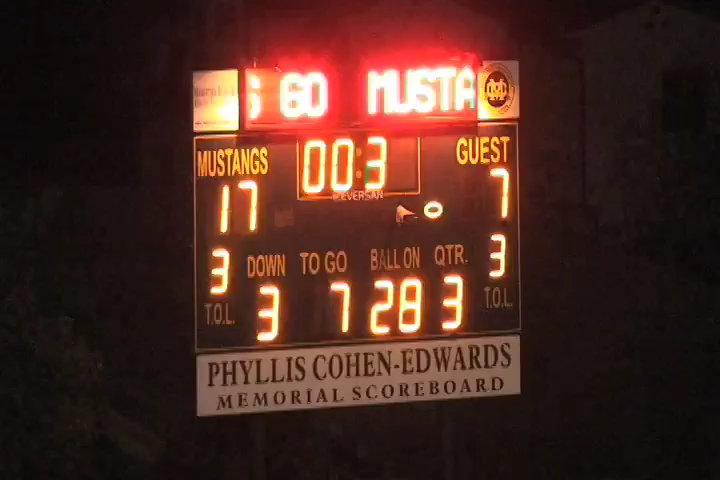 S GO MUSTA
MUSTANGS 00:3 GUEST
EVERSAN
17 7
3 DOWN TO GO BALL ON QTR. 3
T.O.L. 3 7 28 3 T.O.L.
PHYLLIS COHEN-EDWARDS
MEMORIAL SCOREBOARD